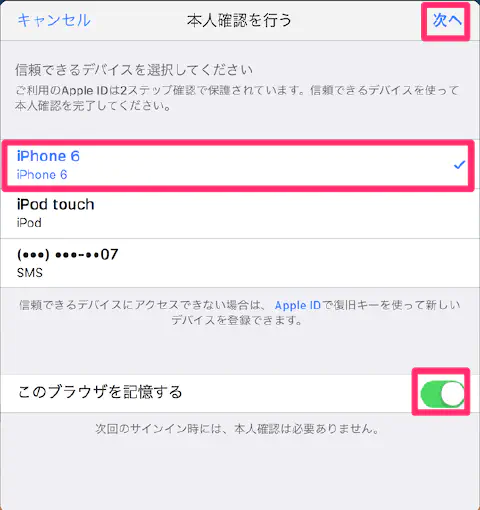 キャンセル 本人確認を行う 次へ
信頼できるデバイスを選択してください
ご利用のApple IDは2ステップ確認で保護されています。信頼できるデバイスを使って
本人確認を完了してください。
iPhone 6
iPhone 6
iPod touch
iPod
(•••) •••-••07
SMS
信頼できるデバイスにアクセスできない場合は、Apple IDで復旧キーを使って新しい
デバイスを登録できます。
このブラウザを記憶する
次回のサインイン時には、本人確認は必要ありません。